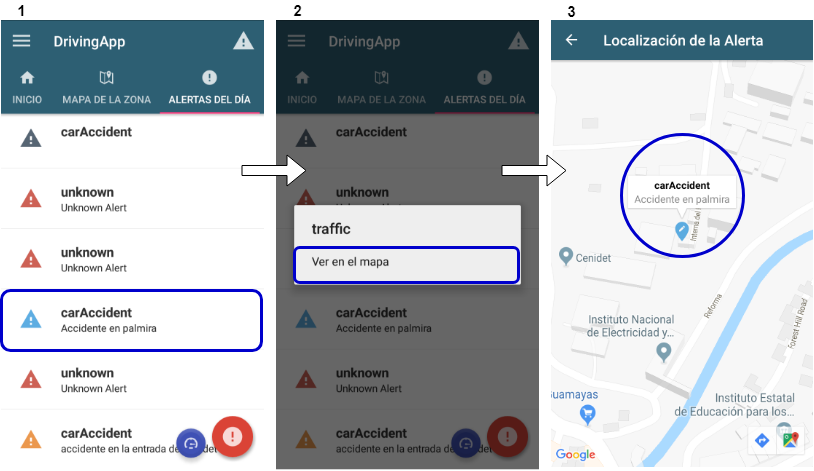 1
DrivingApp
INICIO
MAPA DE LA ZONA
ALERTAS DEL DÍA
carAccident
unknown
Unknown Alert
unknown
Unknown Alert
carAccident
Accidente en palmira
unknown
Unknown Alert
carAccident
accidente en la entrada de
2
DrivingApp
INICIO
MAPA DE LA ZONA
ALERTAS DEL DÍA
carAccident
unknown
traffic
Ver en el mapa
carAccident
Accidente en palmira
unknown
Unknown Alert
carAccident
accidente en la entrada de
3
Localización de la Alerta
carAccident
Accidente en palmira
Interna del
Cenidet
Reforma
Forest Hill Road
Instituto Nacional
de Electricidad y...
uamayas
Instituto Estatal
de Educación para los...
Google